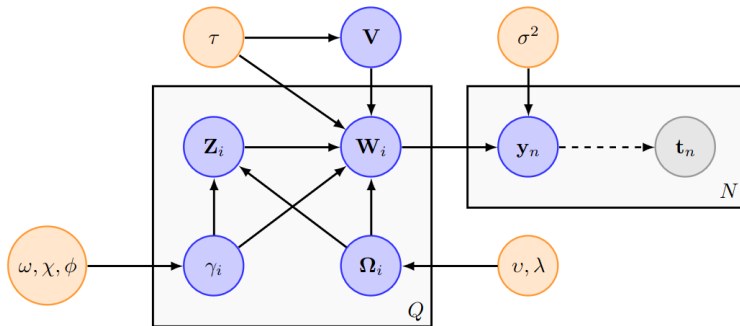 τ V σ²
Zᵢ Wᵢ yₙ tₙ
N
ω, χ, ϕ γᵢ Ωᵢ υ, λ
Q